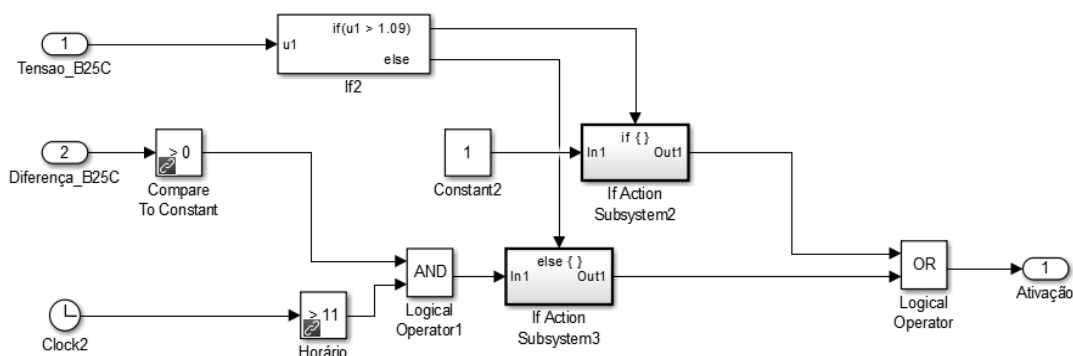 1
Tensao_B25C
u1
if(u1 > 1.09)
else
If2
2
Diferença_B25C
> 0
Compare
To Constant
1
Constant2
if { }
In1
Out1
If Action
Subsystem2
Clock2
> 11
Horário
AND
Logical
Operator1
else { }
In1
Out1
If Action
Subsystem3
OR
Logical
Operator
1
Ativação